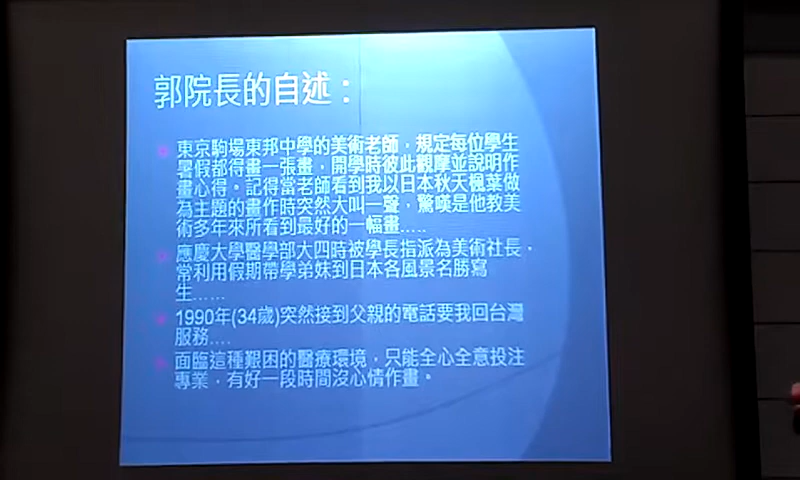 郭院長的自述：
東京駒場東邦中學的美術老師，規定每位學生
暑假都得畫一張畫，開學時彼此觀摩並說明作
畫心得。記得當老師看到我以日本秋天楓葉做
為主題的畫作時突然大叫一聲，驚嘆是他教美
術多年來所看到最好的一幅畫.....
應慶大學醫學部大四時被學長指派為美術社長，
常利用假期帶學弟妹到日本各風景名勝寫
生......
1990年(34歲)突然接到父親的電話要我回台灣
服務....
面臨這種艱困的醫療環境，只能全心全意投注
專業，有好一段時間沒心情作畫。